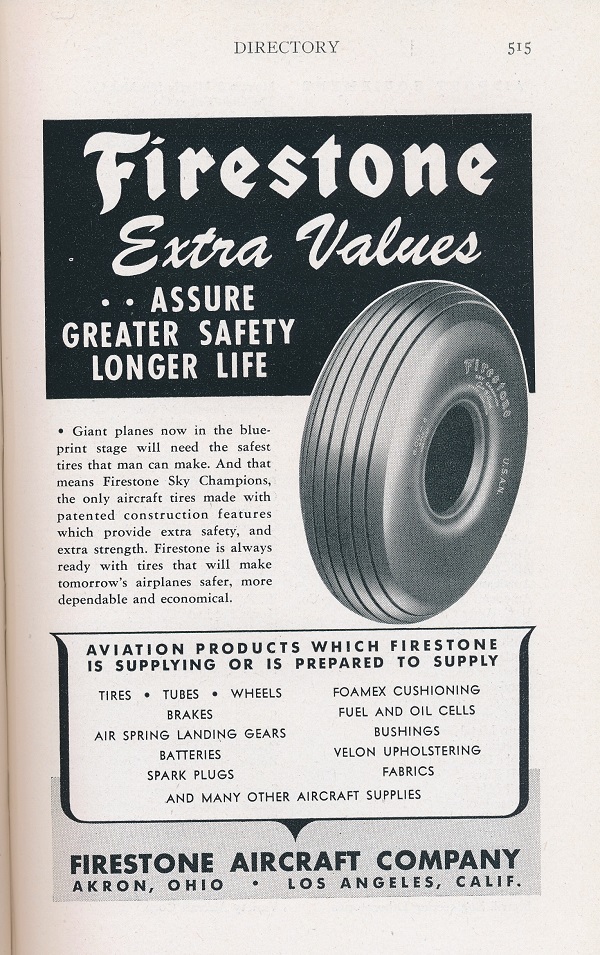 DIRECTORY 515
Firestone
Extra Values
• • ASSURE
GREATER SAFETY
LONGER LIFE
• Giant planes now in the blue-
print stage will need the safest
tires that man can make. And that
means Firestone Sky Champions,
the only aircraft tires made with
patented construction features
which provide extra safety, and
extra strength. Firestone is always
ready with tires that will make
tomorrow's airplanes safer, more
dependable and economical.
Firestone
U.S.A.N.
AVIATION PRODUCTS WHICH FIRESTONE
IS SUPPLYING OR IS PREPARED TO SUPPLY
TIRES • TUBES • WHEELS
BRAKES
AIR SPRING LANDING GEARS
BATTERIES
SPARK PLUGS
FOAMEX CUSHIONING
FUEL AND OIL CELLS
BUSHINGS
VELON UPHOLSTERING
FABRICS
AND MANY OTHER AIRCRAFT SUPPLIES
FIRESTONE AIRCRAFT COMPANY
AKRON, OHIO • LOS ANGELES, CALIF.